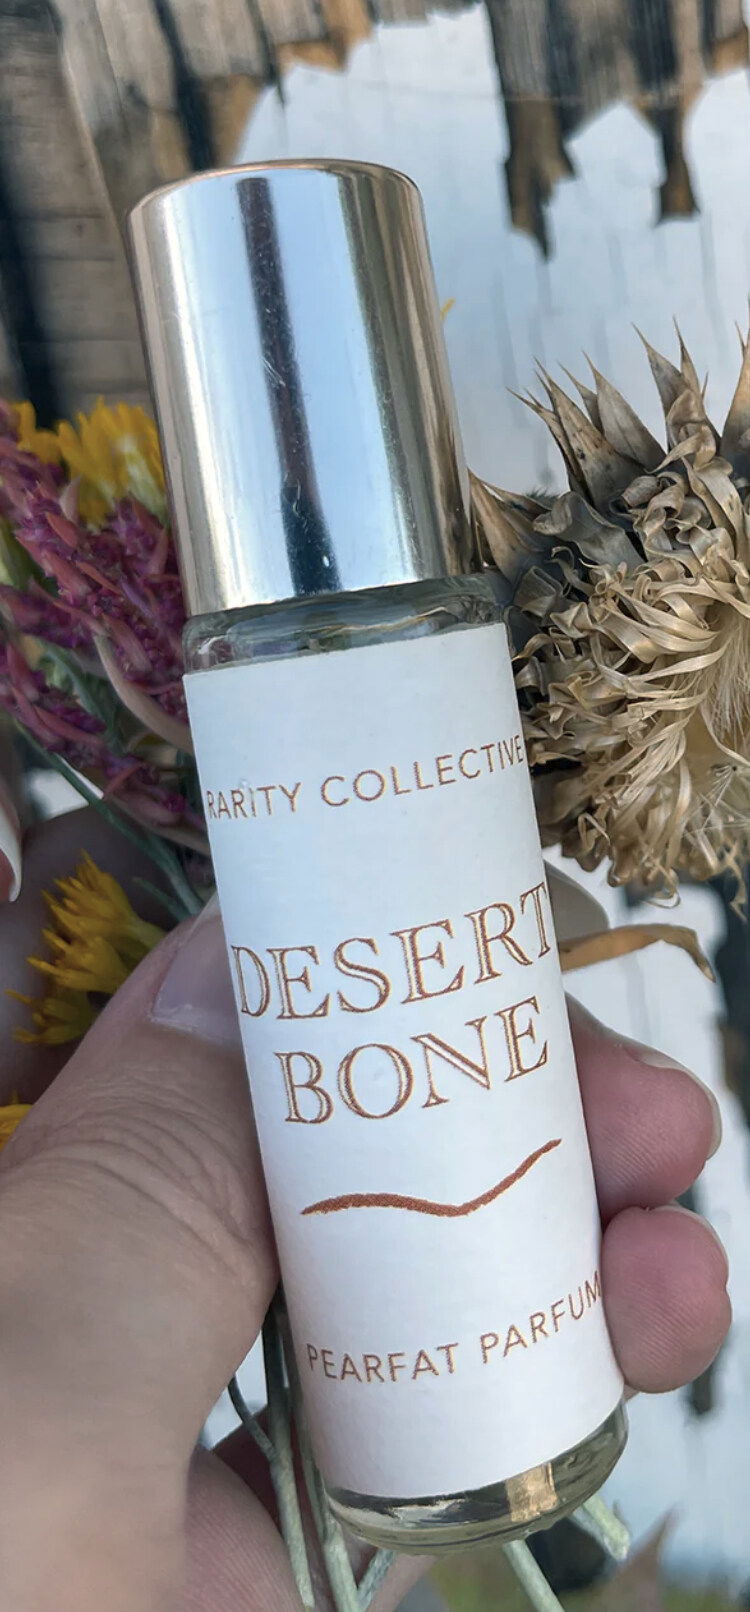 RARITY COLLECTIVE
DESERT
BONE
PEARFAT PARFUM